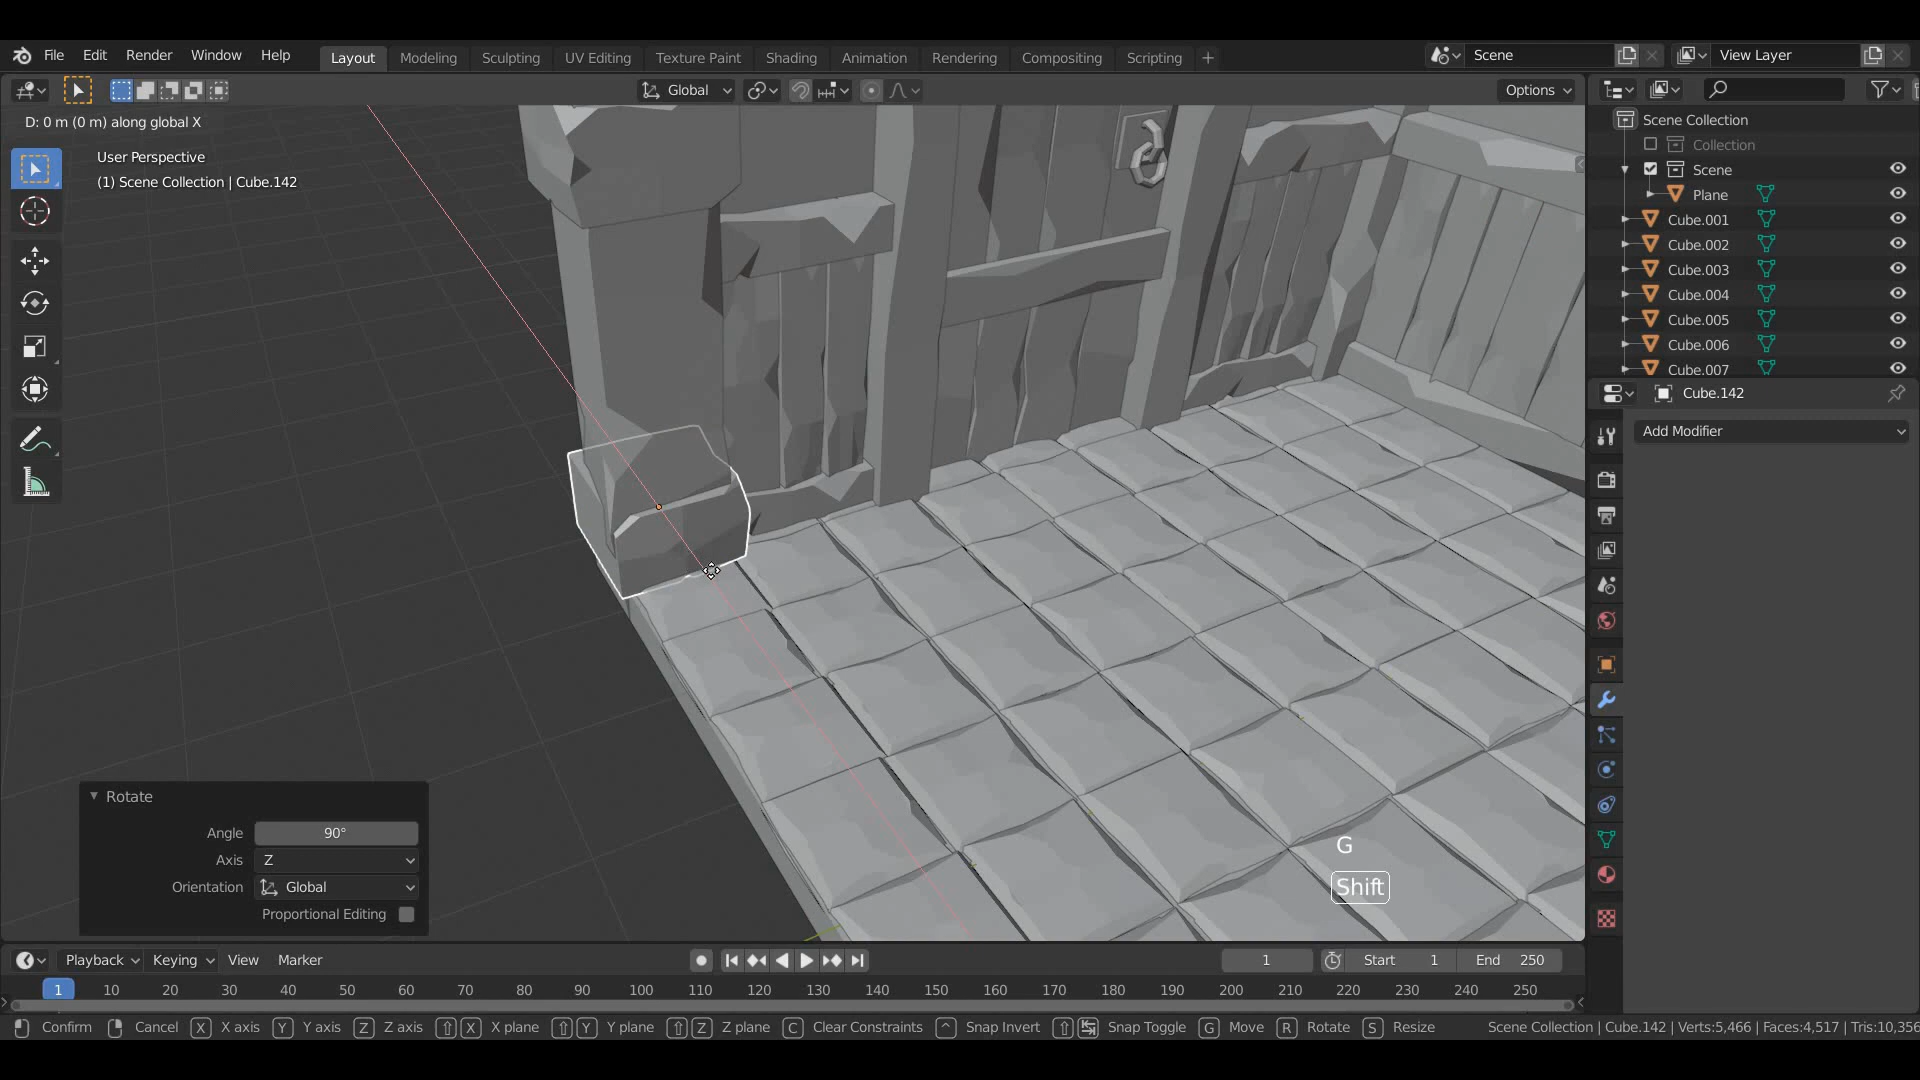 File Edit Render Window Help Layout Modeling Sculpting UV Editing Texture Paint Shading Animation Rendering Compositing Scripting + Scene View Layer
Global Options
D: 0 m (0 m) along global X
User Perspective
(1) Scene Collection | Cube.142
Scene Collection
Collection
Scene
Plane
Cube.001
Cube.002
Cube.003
Cube.004
Cube.005
Cube.006
Cube.007
Cube.142
Add Modifier
Rotate
Angle 90°
Axis Z
Orientation Global
Proportional Editing
G
Shift
Playback Keying View Marker 1 Start 1 End 250
1 10 20 30 40 50 60 70 80 90 100 110 120 130 140 150 160 170 180 190 200 210 220 230 240 250
Confirm Cancel X X axis Y Y axis Z Z axis X X plane Y Y plane Z Z plane C Clear Constraints ^ Snap Invert Snap Toggle G Move R Rotate S Resize Scene Collection | Cube.142 | Verts:5,466 | Faces:4,517 | Tris:10,356